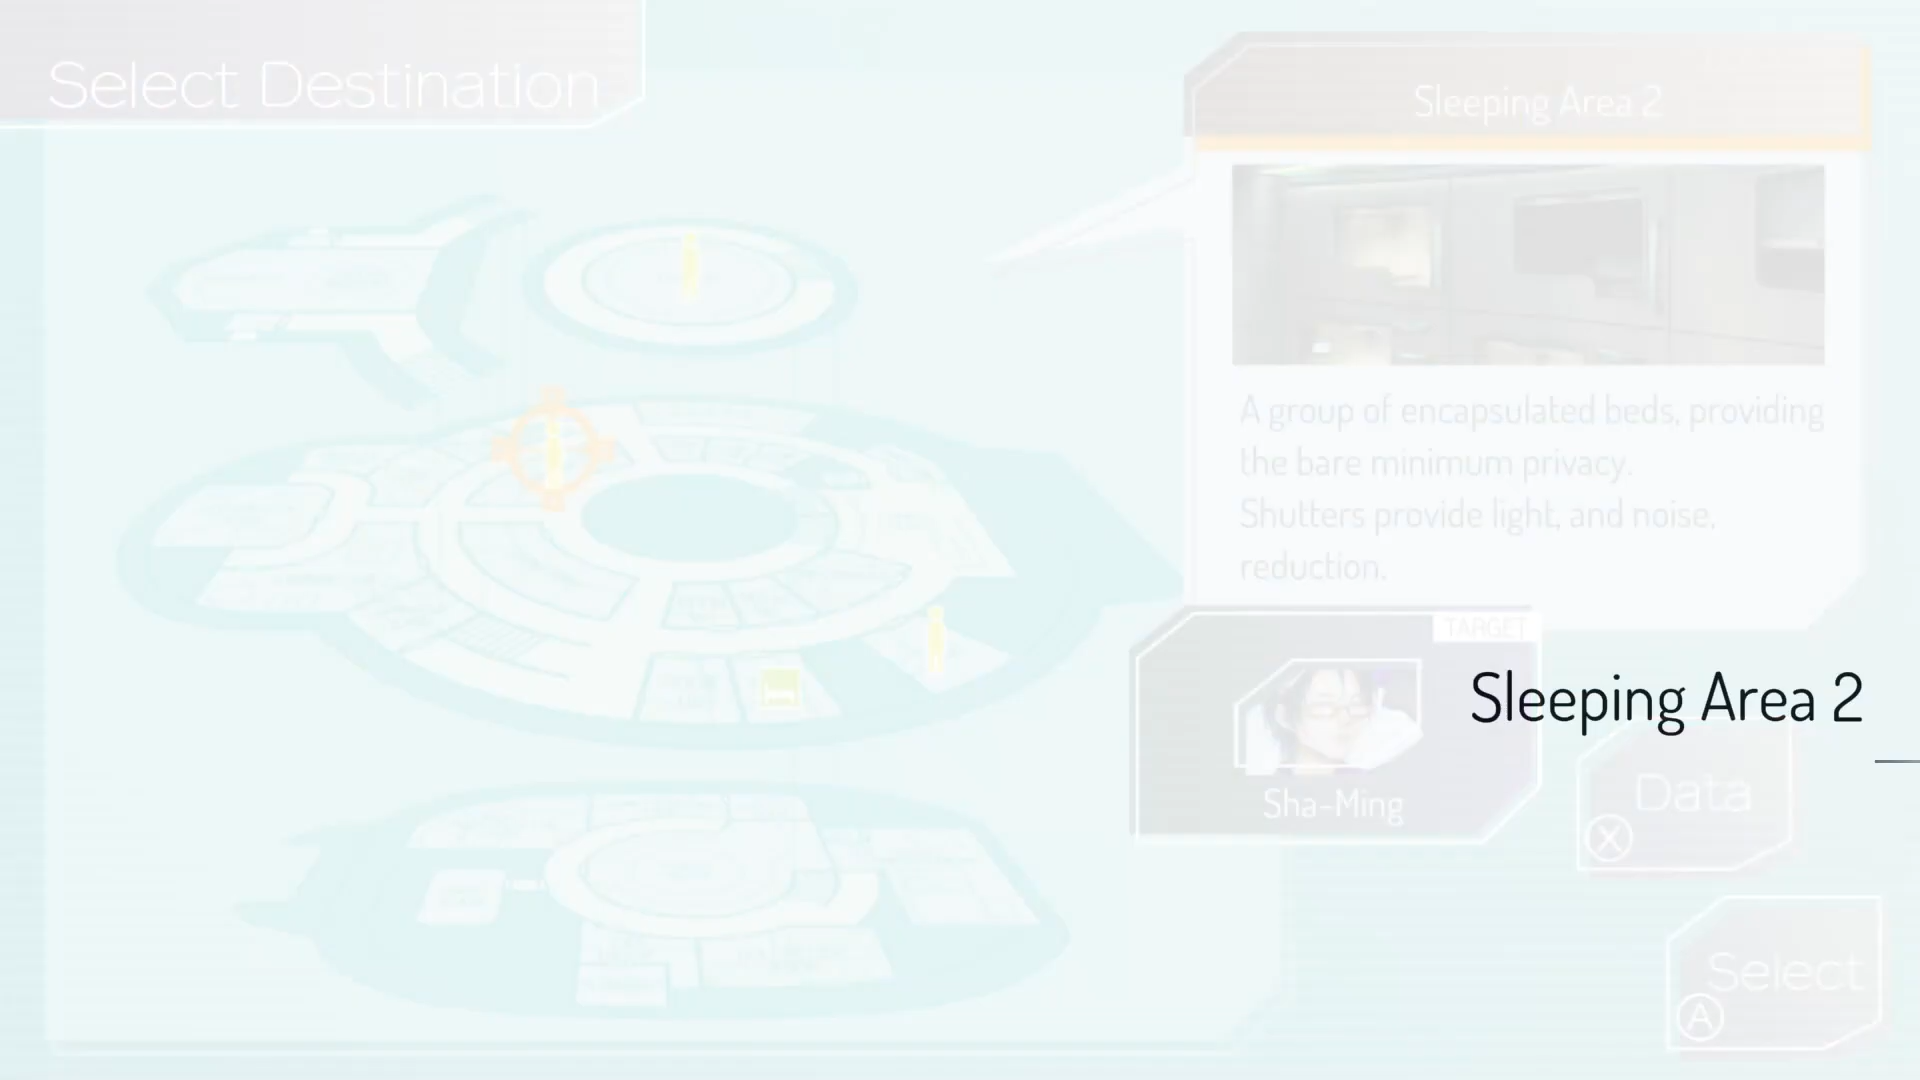 Select Destination
Sleeping Area 2
A group of encapsulated beds, providing
the bare minimum privacy.
Shutters provide light, and noise,
reduction.
TARGET
Sha-Ming
Sleeping Area 2
Data
X
Select
A